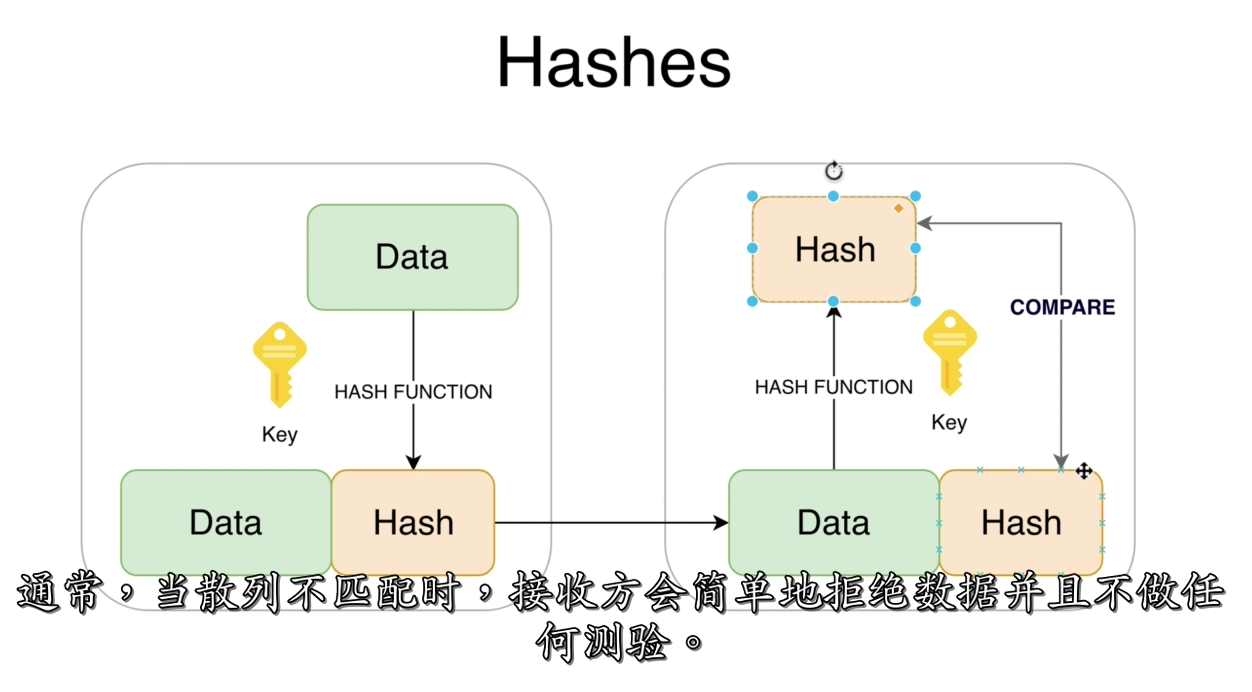 Hashes
Data
HASH FUNCTION
Key
Data
Hash
Hash
COMPARE
HASH FUNCTION
Key
Data
Hash
通常，当散列不匹配时，接收方会简单地拒绝数据并且不做任
何测验。